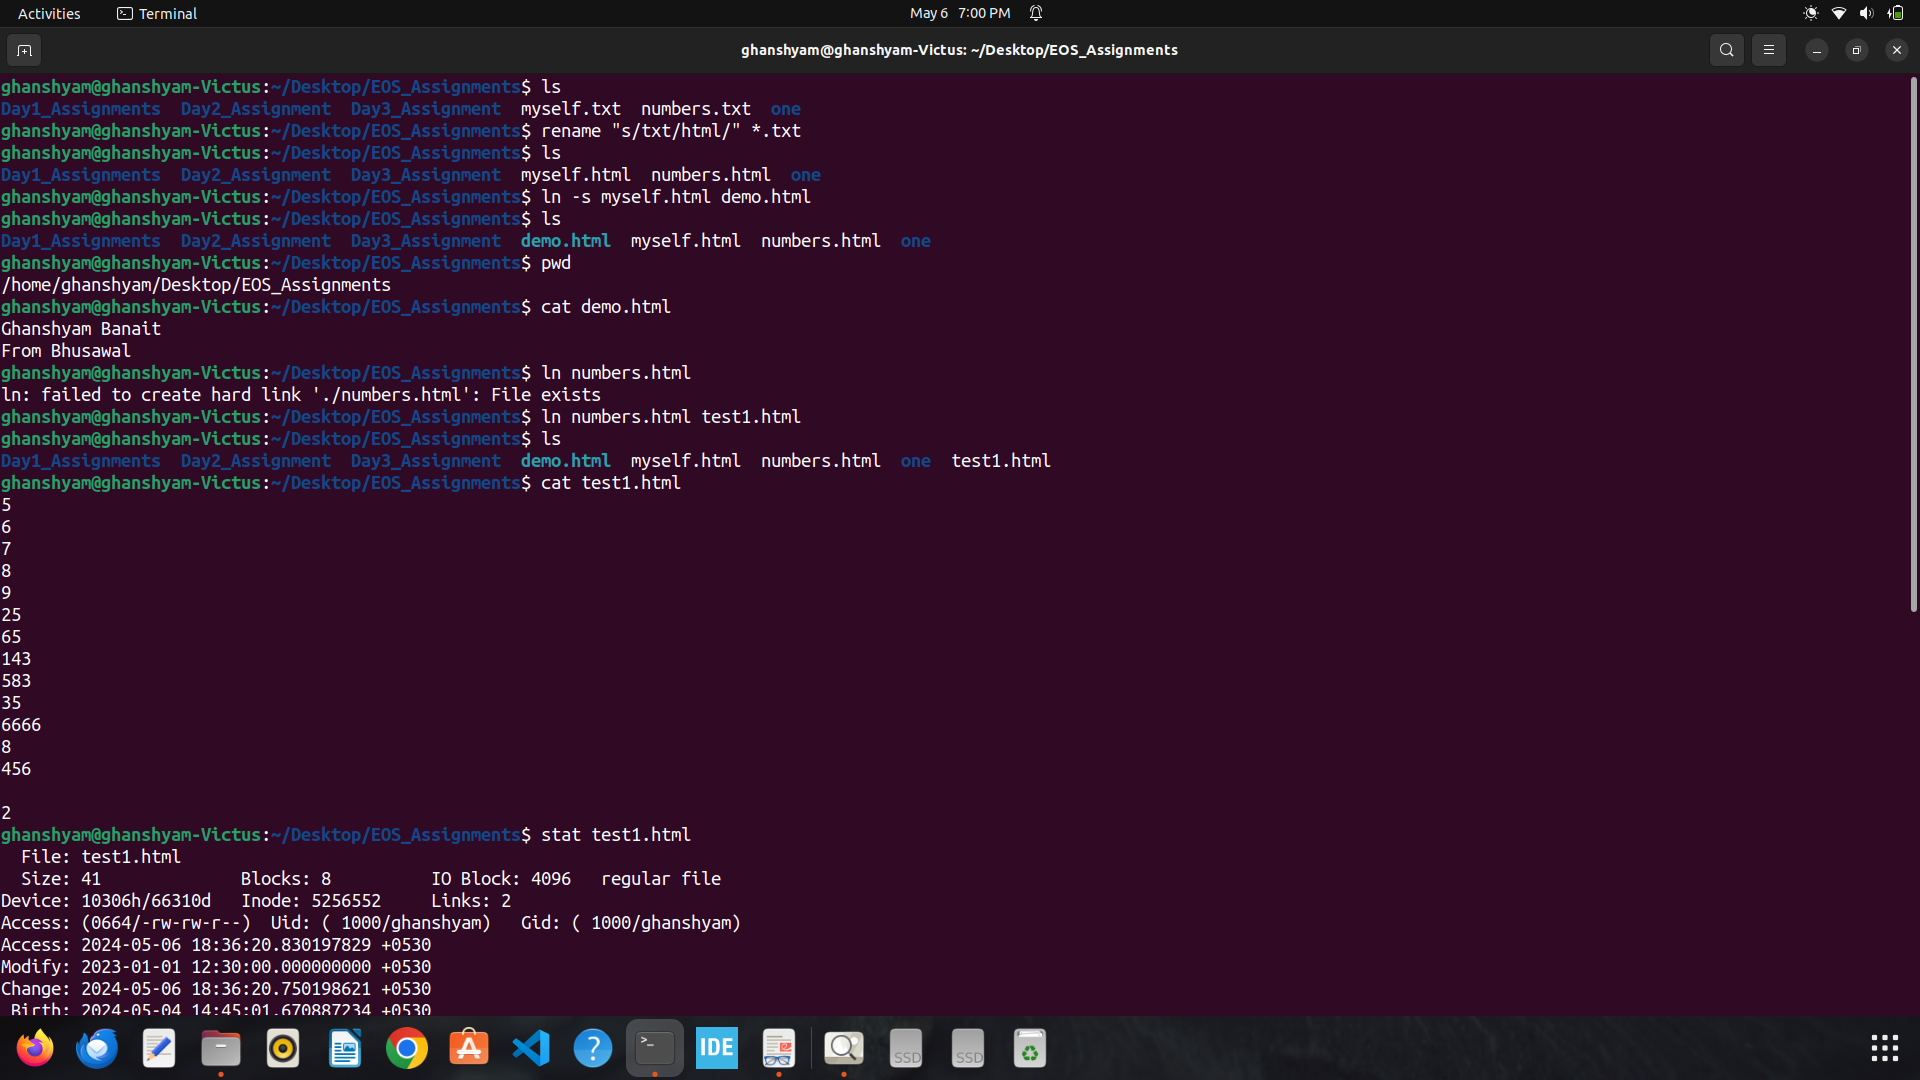 Activities Terminal May 6 7:00 PM
ghanshyam@ghanshyam-Victus: ~/Desktop/EOS_Assignments
ghanshyam@ghanshyam-Victus:~/Desktop/EOS_Assignments$ ls
Day1_Assignments Day2_Assignment Day3_Assignment myself.txt numbers.txt one
ghanshyam@ghanshyam-Victus:~/Desktop/EOS_Assignments$ rename "s/txt/html/" *.txt
ghanshyam@ghanshyam-Victus:~/Desktop/EOS_Assignments$ ls
Day1_Assignments Day2_Assignment Day3_Assignment myself.html numbers.html one
ghanshyam@ghanshyam-Victus:~/Desktop/EOS_Assignments$ ln -s myself.html demo.html
ghanshyam@ghanshyam-Victus:~/Desktop/EOS_Assignments$ ls
Day1_Assignments Day2_Assignment Day3_Assignment demo.html myself.html numbers.html one
ghanshyam@ghanshyam-Victus:~/Desktop/EOS_Assignments$ pwd
/home/ghanshyam/Desktop/EOS_Assignments
ghanshyam@ghanshyam-Victus:~/Desktop/EOS_Assignments$ cat demo.html
Ghanshyam Banait
From Bhusawal
ghanshyam@ghanshyam-Victus:~/Desktop/EOS_Assignments$ ln numbers.html
ln: failed to create hard link './numbers.html': File exists
ghanshyam@ghanshyam-Victus:~/Desktop/EOS_Assignments$ ln numbers.html test1.html
ghanshyam@ghanshyam-Victus:~/Desktop/EOS_Assignments$ ls
Day1_Assignments Day2_Assignment Day3_Assignment demo.html myself.html numbers.html one test1.html
ghanshyam@ghanshyam-Victus:~/Desktop/EOS_Assignments$ cat test1.html
5
6
7
8
9
25
65
143
583
35
6666
8
456

2
ghanshyam@ghanshyam-Victus:~/Desktop/EOS_Assignments$ stat test1.html
File: test1.html
Size: 41 Blocks: 8 IO Block: 4096 regular file
Device: 10306h/66310d Inode: 5256552 Links: 2
Access: (0664/-rw-rw-r--) Uid: ( 1000/ghanshyam) Gid: ( 1000/ghanshyam)
Access: 2024-05-06 18:36:20.830197829 +0530
Modify: 2023-01-01 12:30:00.000000000 +0530
Change: 2024-05-06 18:36:20.750198621 +0530
Birth: 2024-05-04 14:45:01.670887234 +0530
IDE SSD SSD